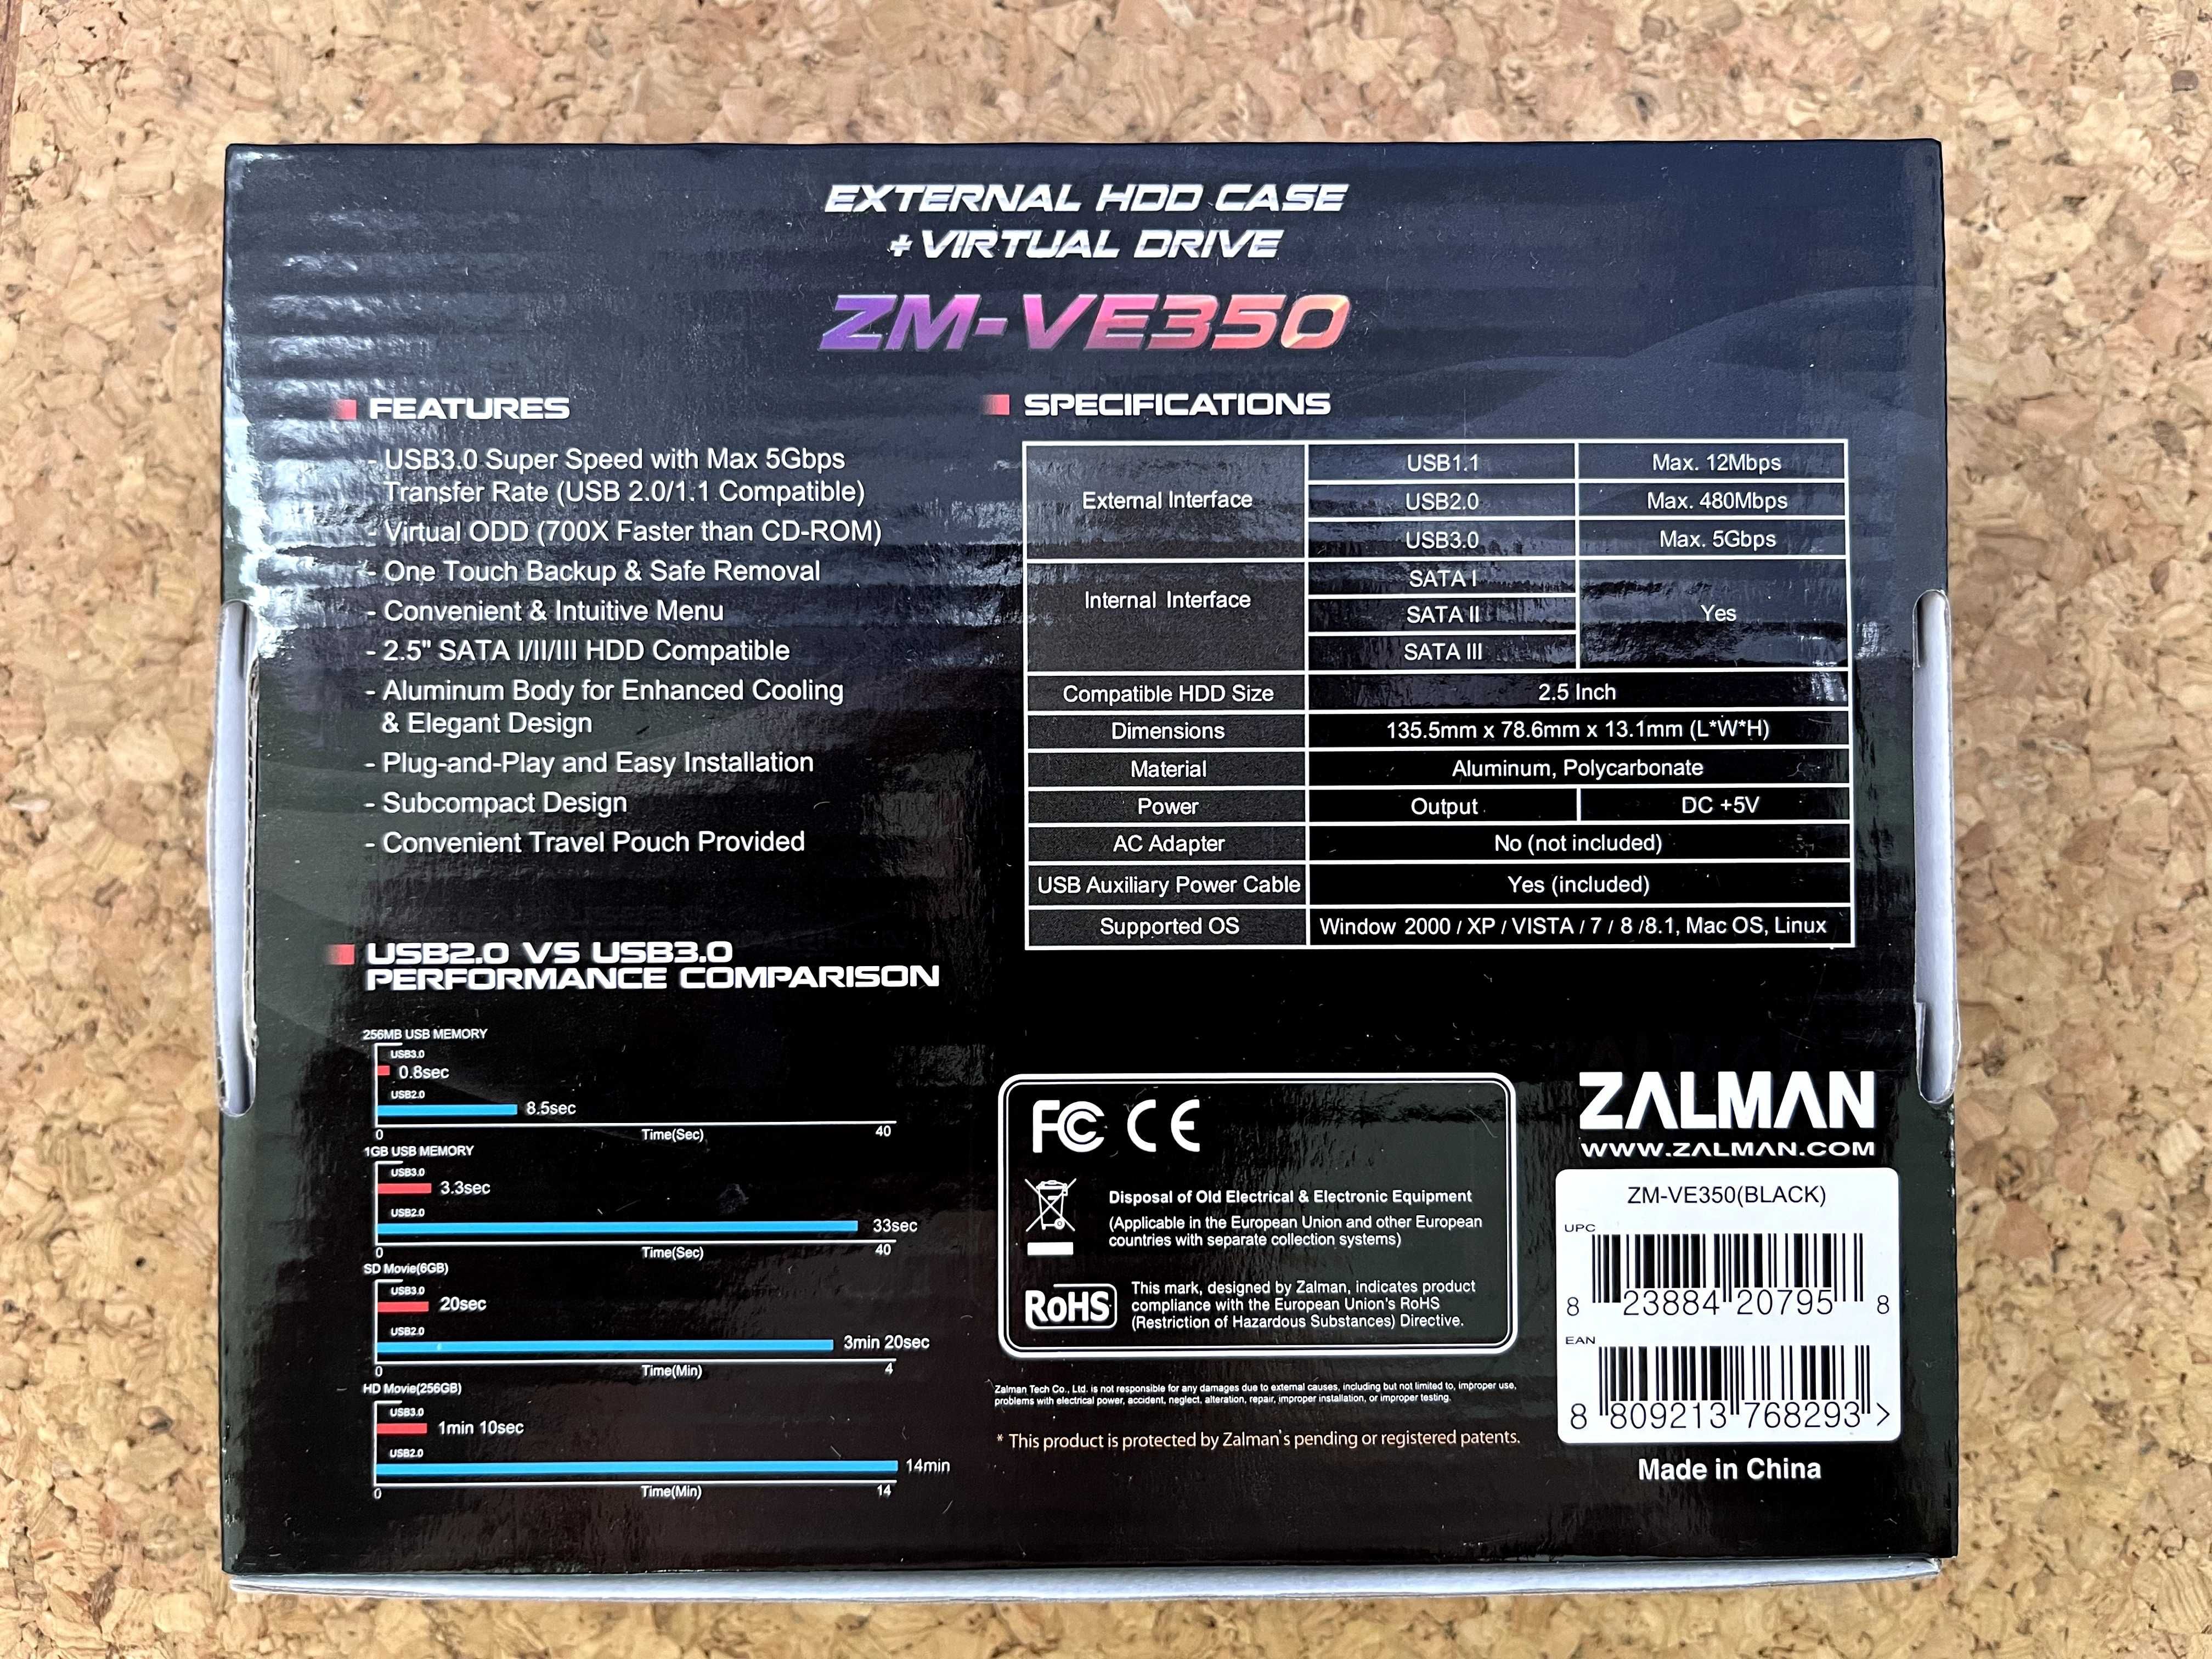 EXTERNAL HDD CASE
+VIRTUAL DRIVE
ZM-VE350
FEATURES
- USB3.0 Super Speed with Max 5Gbps
Transfer Rate (USB 2.0/1.1 Compatible)
- Virtual ODD (700X Faster than CD-ROM)
- One Touch Backup & Safe Removal
- Convenient & Intuitive Menu
- 2.5" SATA I/II/III HDD Compatible
- Aluminum Body for Enhanced Cooling
& Elegant Design
- Plug-and-Play and Easy Installation
- Subcompact Design
- Convenient Travel Pouch Provided
SPECIFICATIONS
External Interface
USB1.1 Max. 12Mbps
USB2.0 Max. 480Mbps
USB3.0 Max. 5Gbps
Internal Interface
SATA I
SATA II Yes
SATA III
Compatible HDD Size 2.5 Inch
Dimensions 135.5mm x 78.6mm x 13.1mm (L*W*H)
Material Aluminum, Polycarbonate
Power Output DC +5V
AC Adapter No (not included)
USB Auxiliary Power Cable Yes (included)
Supported OS Window 2000 / XP / VISTA / 7 / 8 /8.1, Mac OS, Linux
USB2.0 VS USB3.0
PERFORMANCE COMPARISON
256MB USB MEMORY
USB3.0
0.8sec
USB2.0
8.5sec
0 Time(Sec) 40
1GB USB MEMORY
USB3.0
3.3sec
USB2.0
33sec
0 Time(Sec) 40
SD Movie(6GB)
USB3.0
20sec
USB2.0
3min 20sec
0 Time(Min) 4
HD Movie(256GB)
USB3.0
1min 10sec
USB2.0
14min
0 Time(Min) 14
FC CE
Disposal of Old Electrical & Electronic Equipment
(Applicable in the European Union and other European
countries with separate collection systems)
RoHS
This mark, designed by Zalman, indicates product
compliance with the European Union's RoHS
(Restriction of Hazardous Substances) Directive.
Zalman Tech Co., Ltd. is not responsible for any damages due to external causes, including but not limited to, improper use,
problems with electrical power, accident, neglect, alteration, repair, improper installation, or improper testing.
* This product is protected by Zalman's pending or registered patents.
ZALMAN
WWW.ZALMAN.COM
ZM-VE350(BLACK)
UPC
8 23884 20795 8
EAN
8 809213 768293 >
Made in China